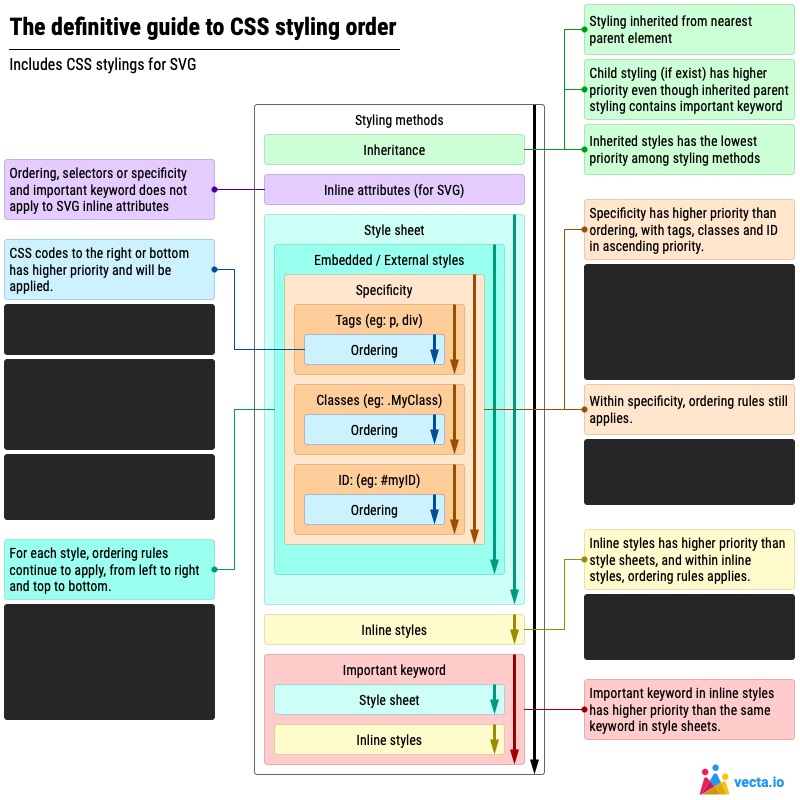 The definitive guide to CSS styling order
Includes CSS stylings for SVG
Styling inherited from nearest
parent element
Child styling (if exist) has higher
priority even though inherited parent
styling contains important keyword
Inherited styles has the lowest
priority among styling methods
Styling methods
Inheritance
Ordering, selectors or specificity
and important keyword does not
apply to SVG inline attributes
Inline attributes (for SVG)
Style sheet
Embedded / External styles
Specificity
Tags (eg: p, div)
Ordering
Classes (eg: .MyClass)
Ordering
ID: (eg: #myID)
Ordering
CSS codes to the right or bottom
has higher priority and will be
applied.
For each style, ordering rules
continue to apply, from left to right
and top to bottom.
Specificity has higher priority than
ordering, with tags, classes and ID
in ascending priority.
Within specificity, ordering rules still
applies.
Inline styles has higher priority than
style sheets, and within inline
styles, ordering rules applies.
Inline styles
Important keyword
Style sheet
Inline styles
Important keyword in inline styles
has higher priority than the same
keyword in style sheets.
vecta.io